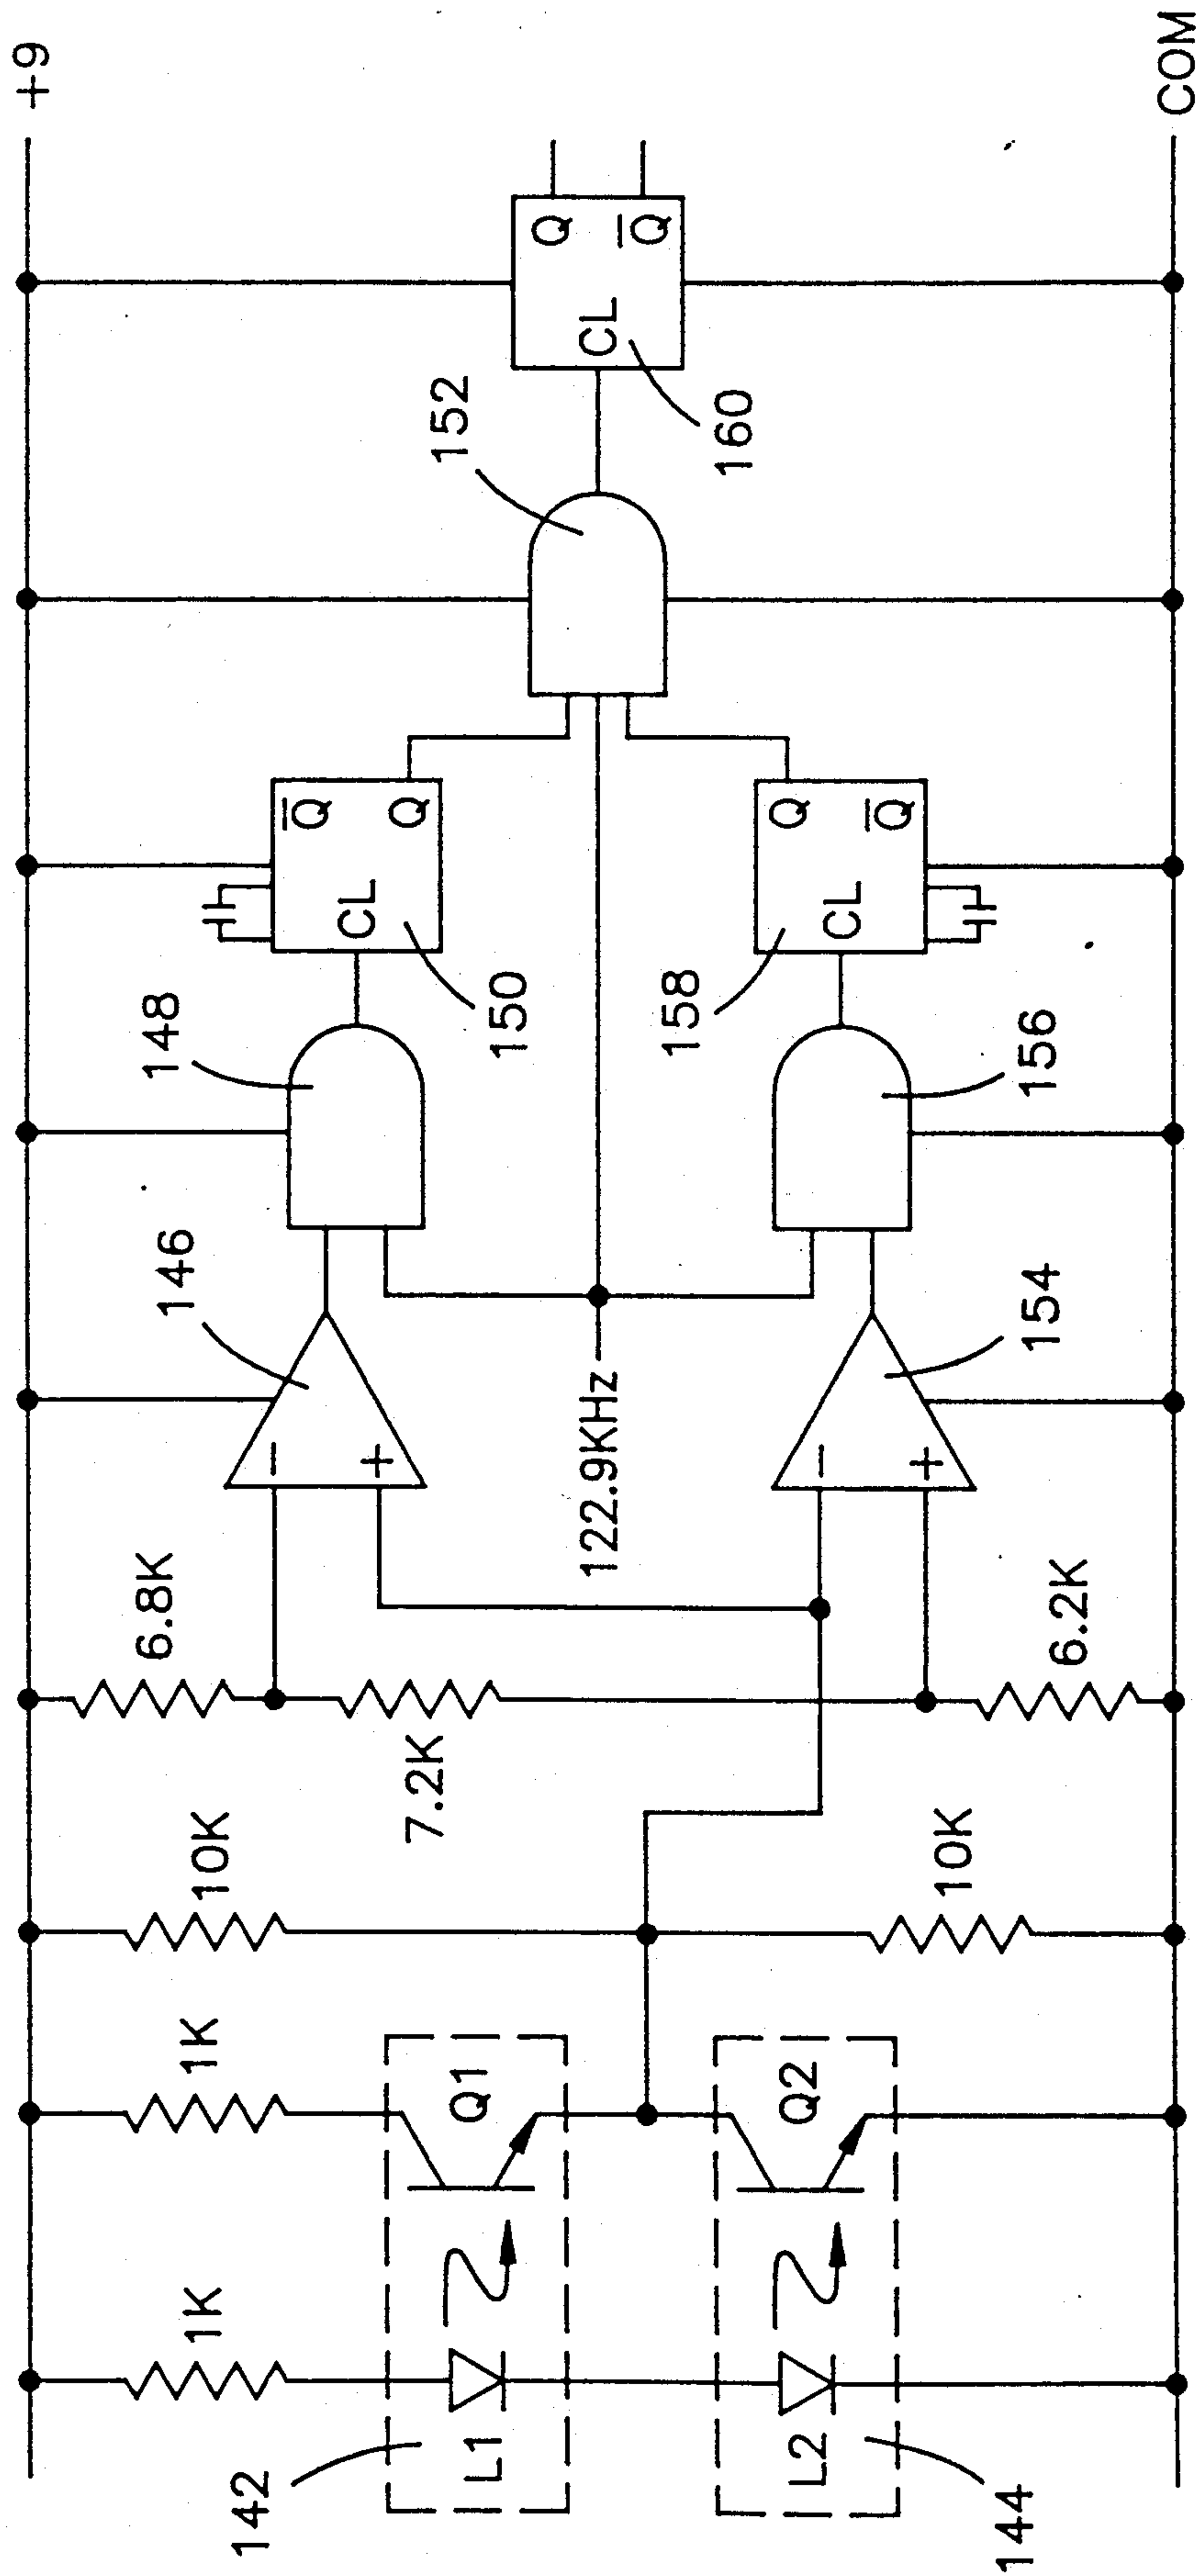 +9
1K
1K
10K
6.8K
146
148
152
Q̅
Q
CL
150
−
+
7.2K
142
L1
Q1
122.9KHz
CL
Q
Q̅
160
L2
Q2
144
10K
−
+
154
6.2K
156
158
CL
Q
Q̅
COM